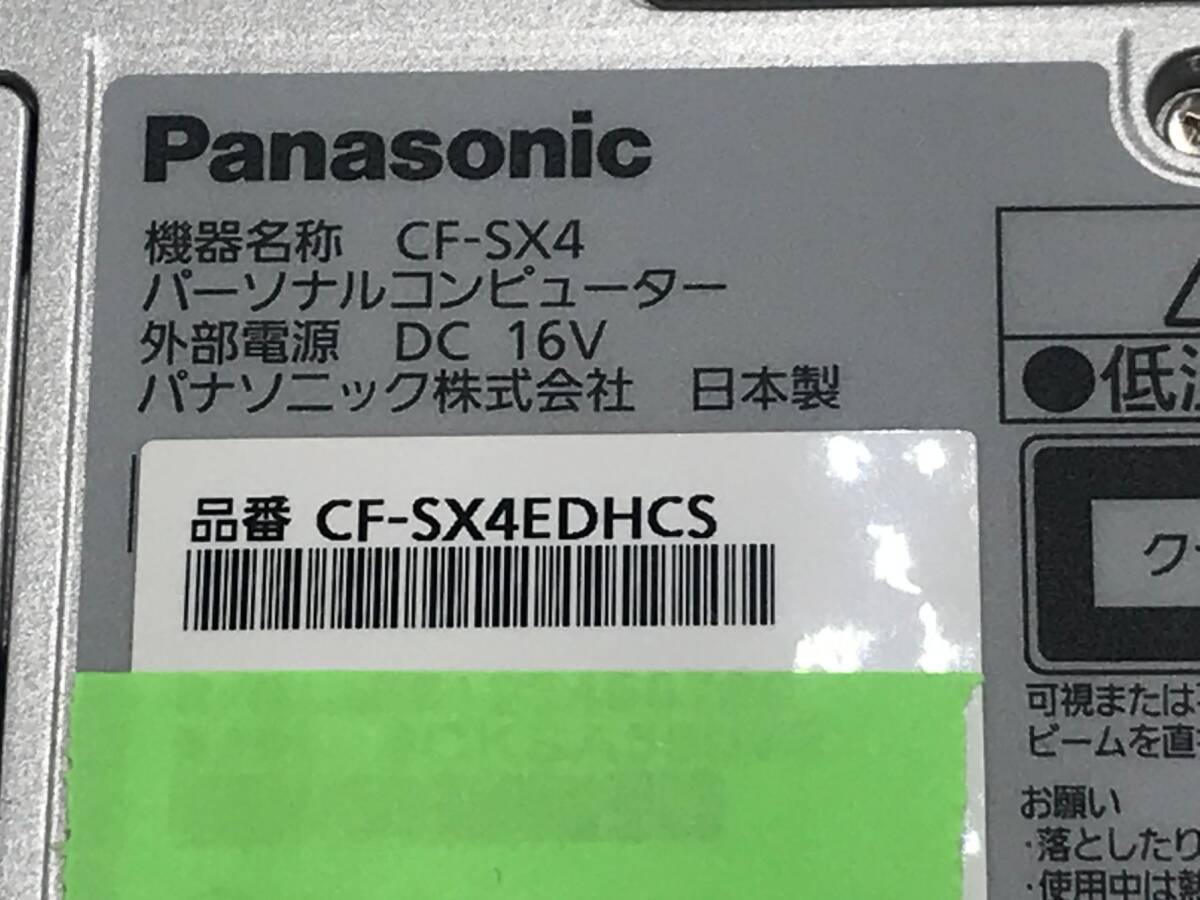 Panasonic
機器名称 CF-SX4
パーソナルコンピューター
外部電源 DC 16V
パナソニック株式会社 日本製
品番 CF-SX4EDHCS
●低温
可視または
ビームを直
お願い
・落としたり
・使用中は熱